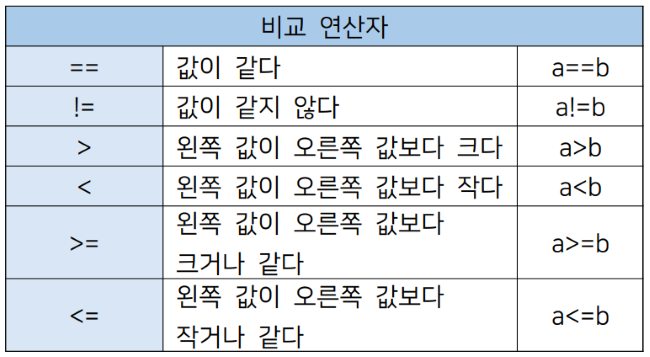 비교 연산자
== 값이 같다 a==b
!= 값이 같지 않다 a!=b
> 왼쪽 값이 오른쪽 값보다 크다 a>b
< 왼쪽 값이 오른쪽 값보다 작다 a<b
>= 왼쪽 값이 오른쪽 값보다
크거나 같다 a>=b
<= 왼쪽 값이 오른쪽 값보다
작거나 같다 a<=b